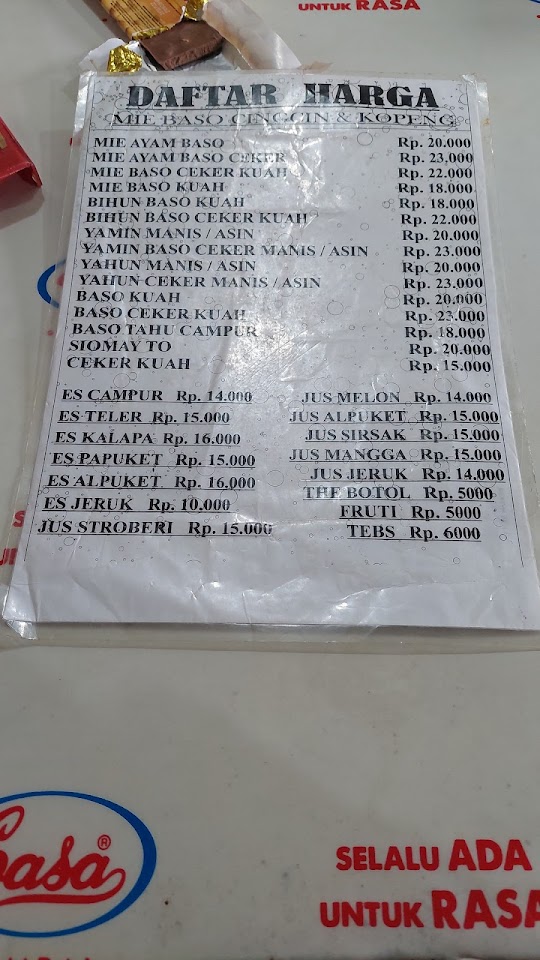 UNTUK RASA
DAFTAR HARGA
MIE BASO CINGCIN & KOPENG
MIE AYAM BASO Rp. 20.000
MIE AYAM BASO CEKER Rp. 23,000
MIE BASO CEKER KUAH Rp. 22.000
MIE BASO KUAH Rp. 18.000
BIHUN BASO KUAH Rp. 18.000
BIHUN BASO CEKER KUAH Rp. 22.000
YAMIN MANIS / ASIN Rp. 20.000
YAMIN BASO CEKER MANIS / ASIN Rp. 23.000
YAHUN MANIS / ASIN Rp. 20.000
YAHUN CEKER MANIS / ASIN Rp. 23.000
BASO KUAH Rp. 20.000
BASO CEKER KUAH Rp. 23.000
BASO TAHU CAMPUR Rp. 18.000
SIOMAY TO Rp. 20.000
CEKER KUAH Rp. 15.000
ES CAMPUR Rp. 14.000
ES TELER Rp. 15.000
ES KALAPA Rp. 16.000
ES PAPUKET Rp. 15.000
ES ALPUKET Rp. 16.000
ES JERUK Rp. 10.000
JUS STROBERI Rp. 15.000
JUS MELON Rp. 14.000
JUS ALPUKET Rp. 15.000
JUS SIRSAK Rp. 15.000
JUS MANGGA Rp. 15.000
JUS JERUK Rp. 14.000
THE BOTOL Rp. 5000
FRUTI Rp. 5000
TEBS Rp. 6000
Sasa®
SELALU ADA
UNTUK RASA